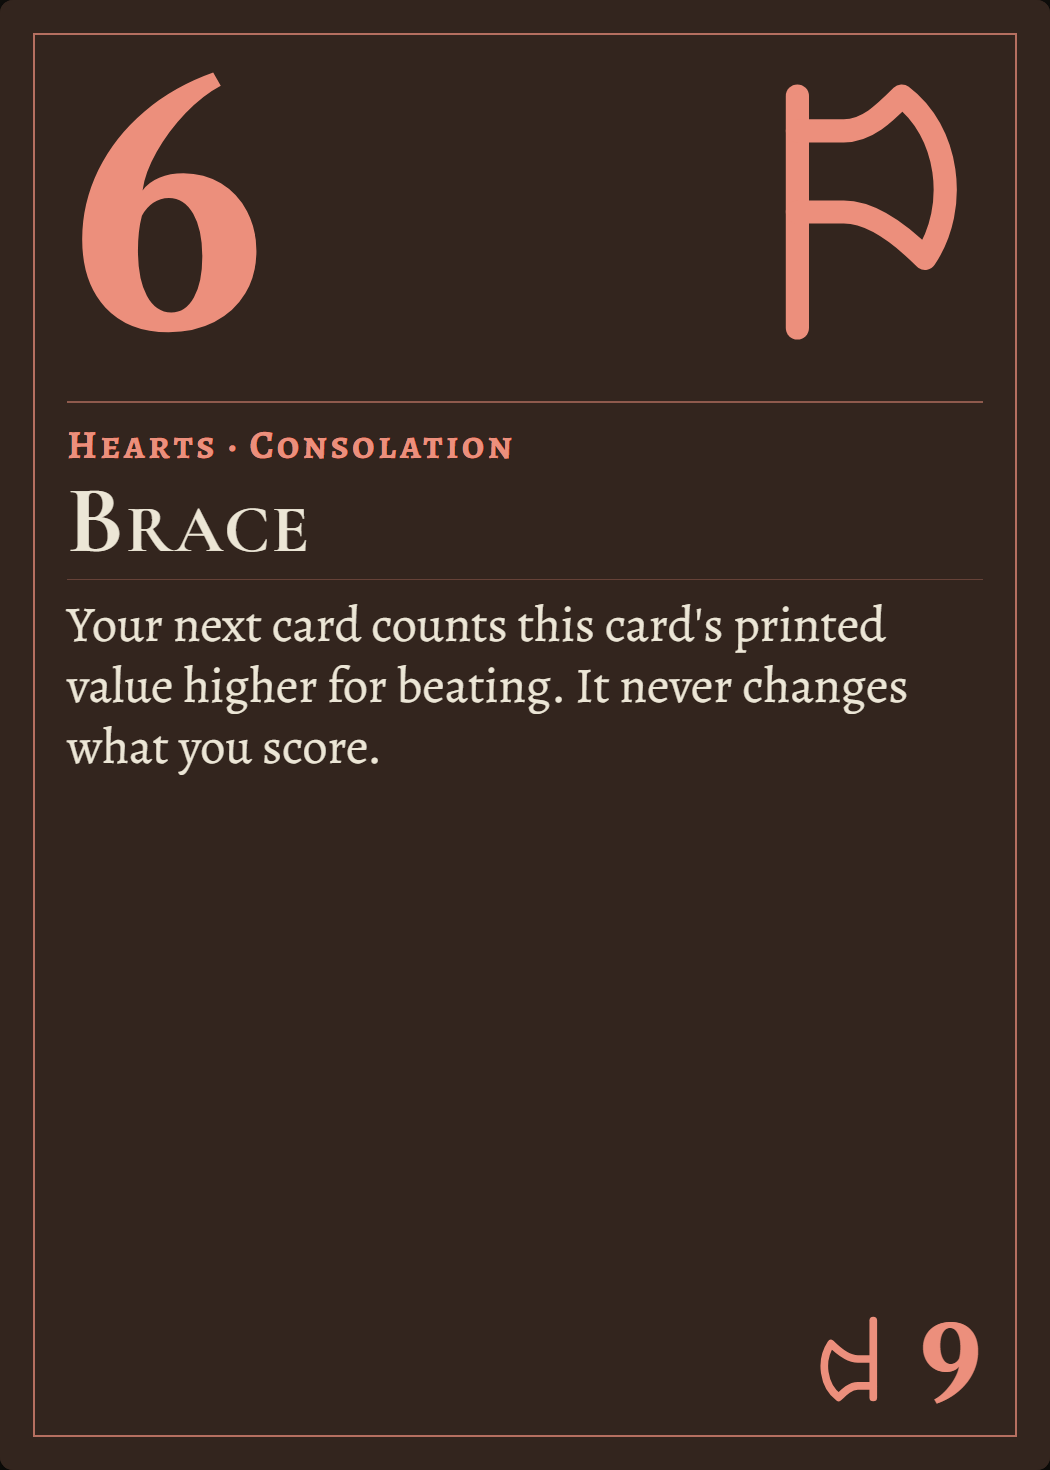 6
Hearts · Consolation
Brace
Your next card counts this card's printed
value higher for beating. It never changes
what you score.
6